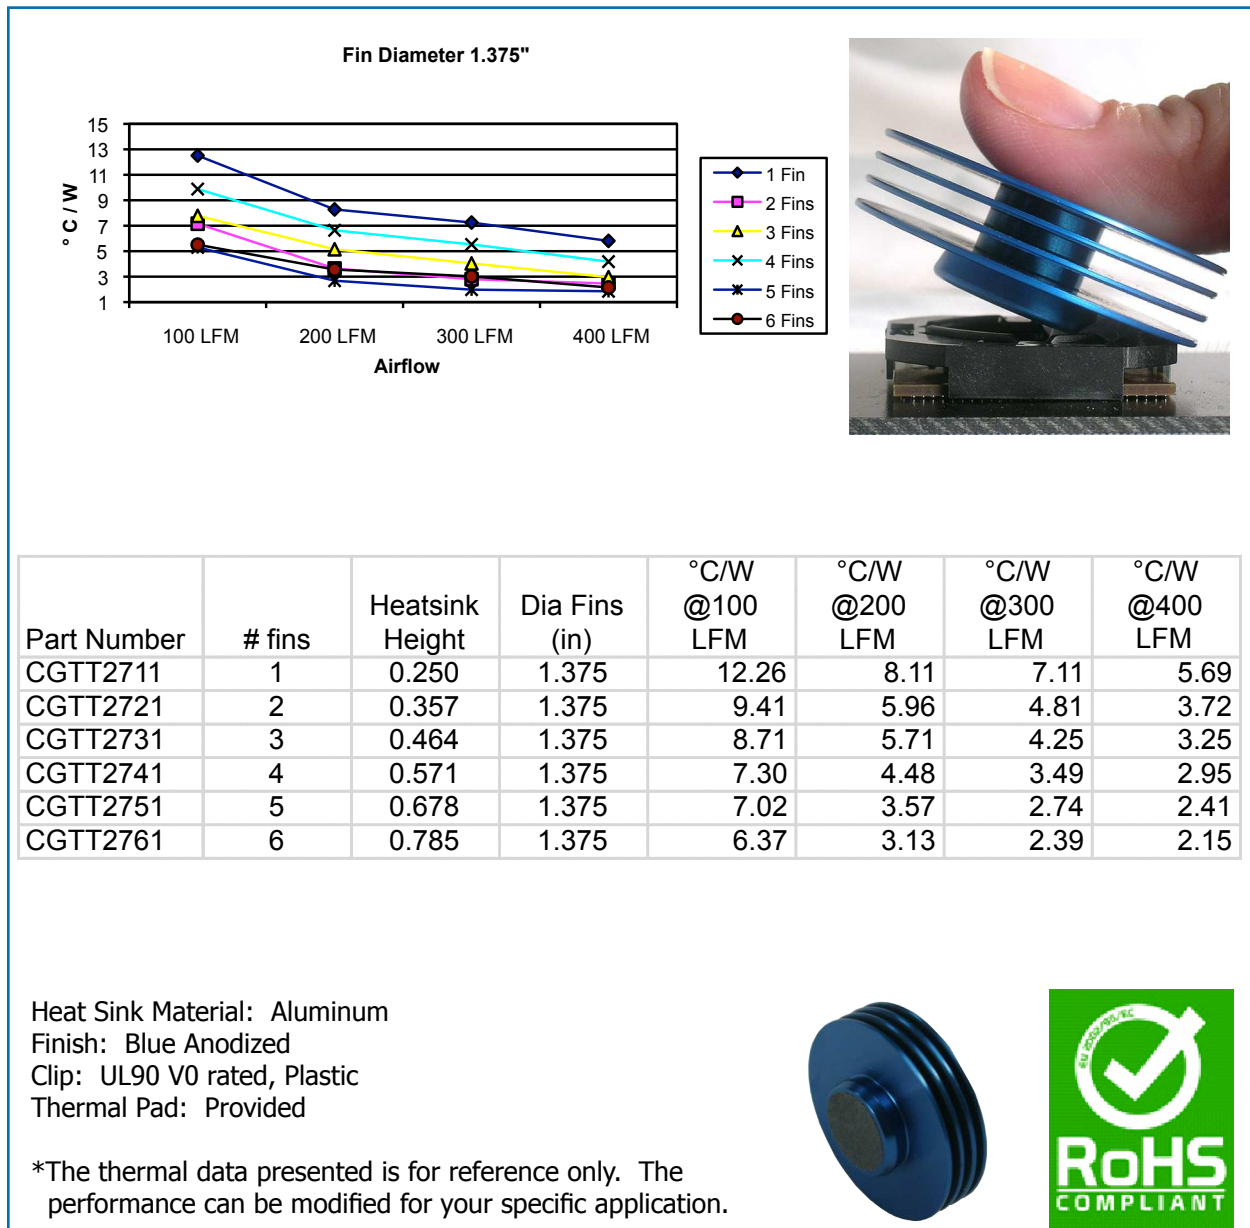 Fin Diameter 1.375"
15
13
11
9
7
5
3
1
° C / W
100 LFM 200 LFM 300 LFM 400 LFM
Airflow
1 Fin
2 Fins
3 Fins
4 Fins
5 Fins
6 Fins
Part Number # fins Heatsink Height Dia Fins (in) °C/W @100 LFM °C/W @200 LFM °C/W @300 LFM °C/W @400 LFM
CGTT2711 1 0.250 1.375 12.26 8.11 7.11 5.69
CGTT2721 2 0.357 1.375 9.41 5.96 4.81 3.72
CGTT2731 3 0.464 1.375 8.71 5.71 4.25 3.25
CGTT2741 4 0.571 1.375 7.30 4.48 3.49 2.95
CGTT2751 5 0.678 1.375 7.02 3.57 2.74 2.41
CGTT2761 6 0.785 1.375 6.37 3.13 2.39 2.15
Heat Sink Material: Aluminum
Finish: Blue Anodized
Clip: UL90 V0 rated, Plastic
Thermal Pad: Provided
*The thermal data presented is for reference only. The
performance can be modified for your specific application.
EU 2002/95/EC
RoHS
COMPLIANT